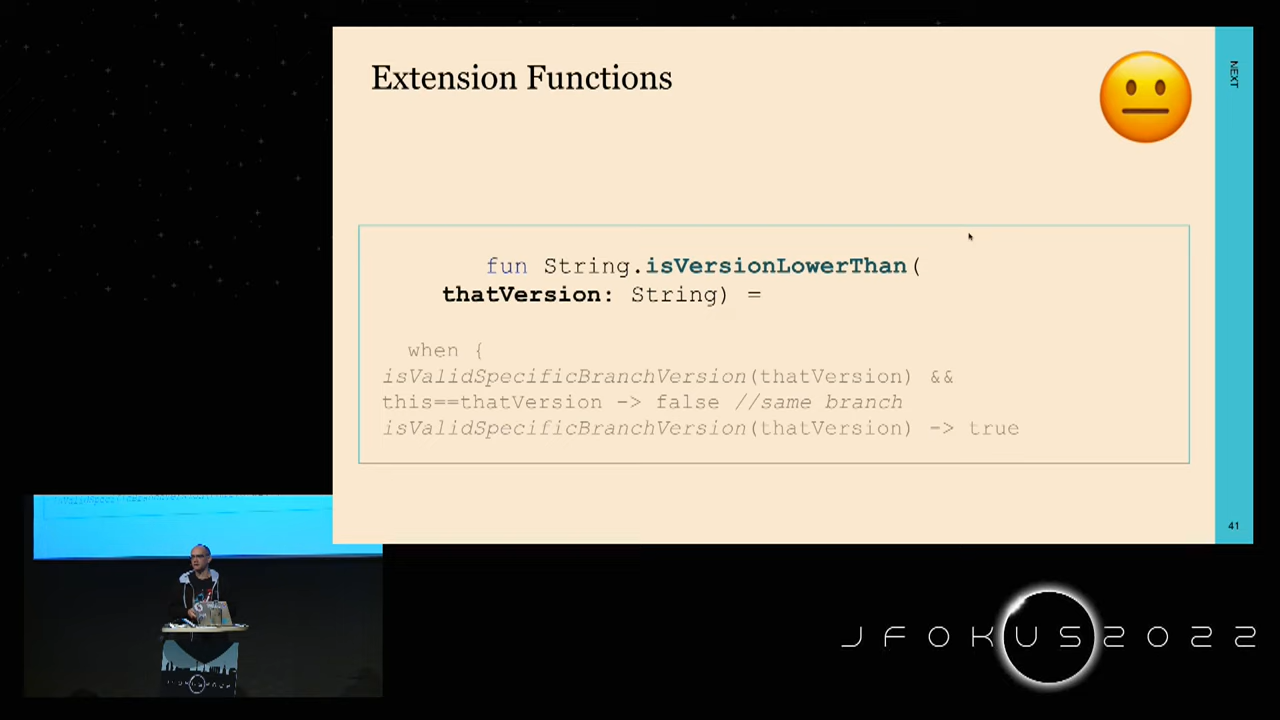 Extension Functions
NEXT
fun String.isVersionLowerThan(
thatVersion: String) =
when {
isValidSpecificBranchVersion(thatVersion) &&
this==thatVersion -> false //same branch
isValidSpecificBranchVersion(thatVersion) -> true
41
JFOKUS2022